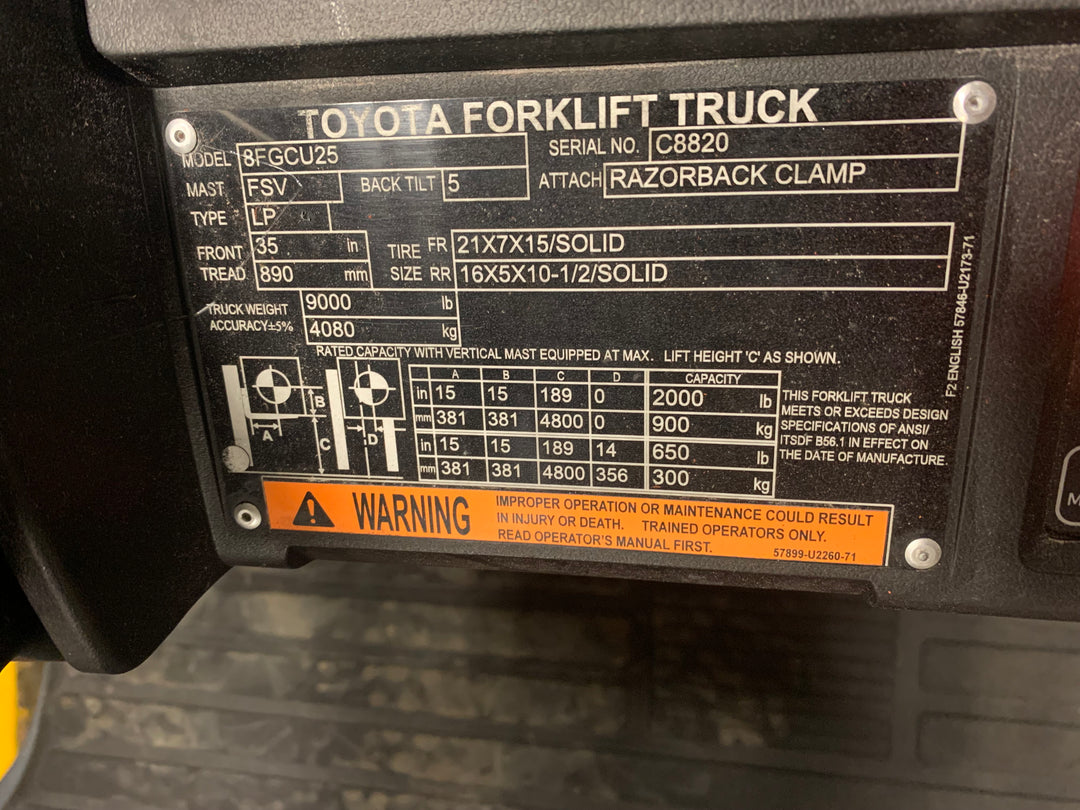 TOYOTA FORKLIFT TRUCK
MODEL 8FGCU25 SERIAL NO. C8820
MAST FSV BACK TILT 5 ATTACH RAZORBACK CLAMP
TYPE LP
FRONT TREAD 35 in TIRE SIZE FR 21X7X15/SOLID
890 mm RR 16X5X10-1/2/SOLID
TRUCK WEIGHT 9000 lb
ACCURACY±5% 4080 kg
RATED CAPACITY WITH VERTICAL MAST EQUIPPED AT MAX. LIFT HEIGHT 'C' AS SHOWN.
A B C D CAPACITY
in 15 15 189 0 2000 lb
mm 381 381 4800 0 900 kg
in 15 15 189 14 650 lb
mm 381 381 4800 356 300 kg
A B C D
THIS FORKLIFT TRUCK
MEETS OR EXCEEDS DESIGN
SPECIFICATIONS OF ANSI/
ITSDF B56.1 IN EFFECT ON
THE DATE OF MANUFACTURE.
F2 ENGLISH 57846-U2173-71
WARNING
IMPROPER OPERATION OR MAINTENANCE COULD RESULT
IN INJURY OR DEATH. TRAINED OPERATORS ONLY.
READ OPERATOR'S MANUAL FIRST.
57899-U2260-71